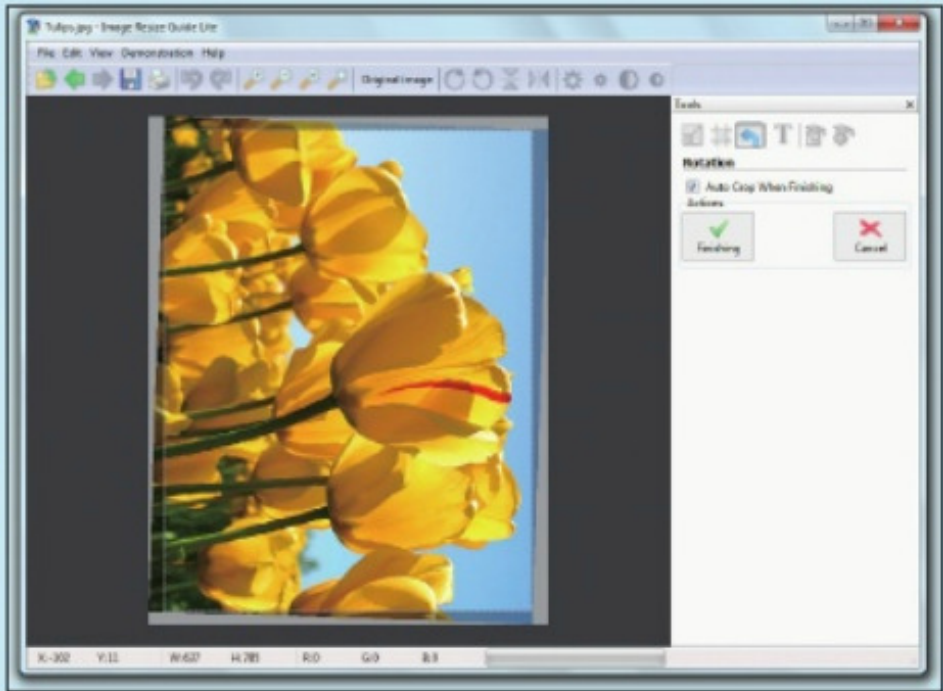 Tulips.jpg - Image Resize Guide Lite
File Edit View Demonstration Help
Original image
Tools
T
Rotation
Auto Crop When Finishing
Actions
Finishing
Cancel
X:-302 Y:11 W:637 H:785 R:0 G:0 B:0